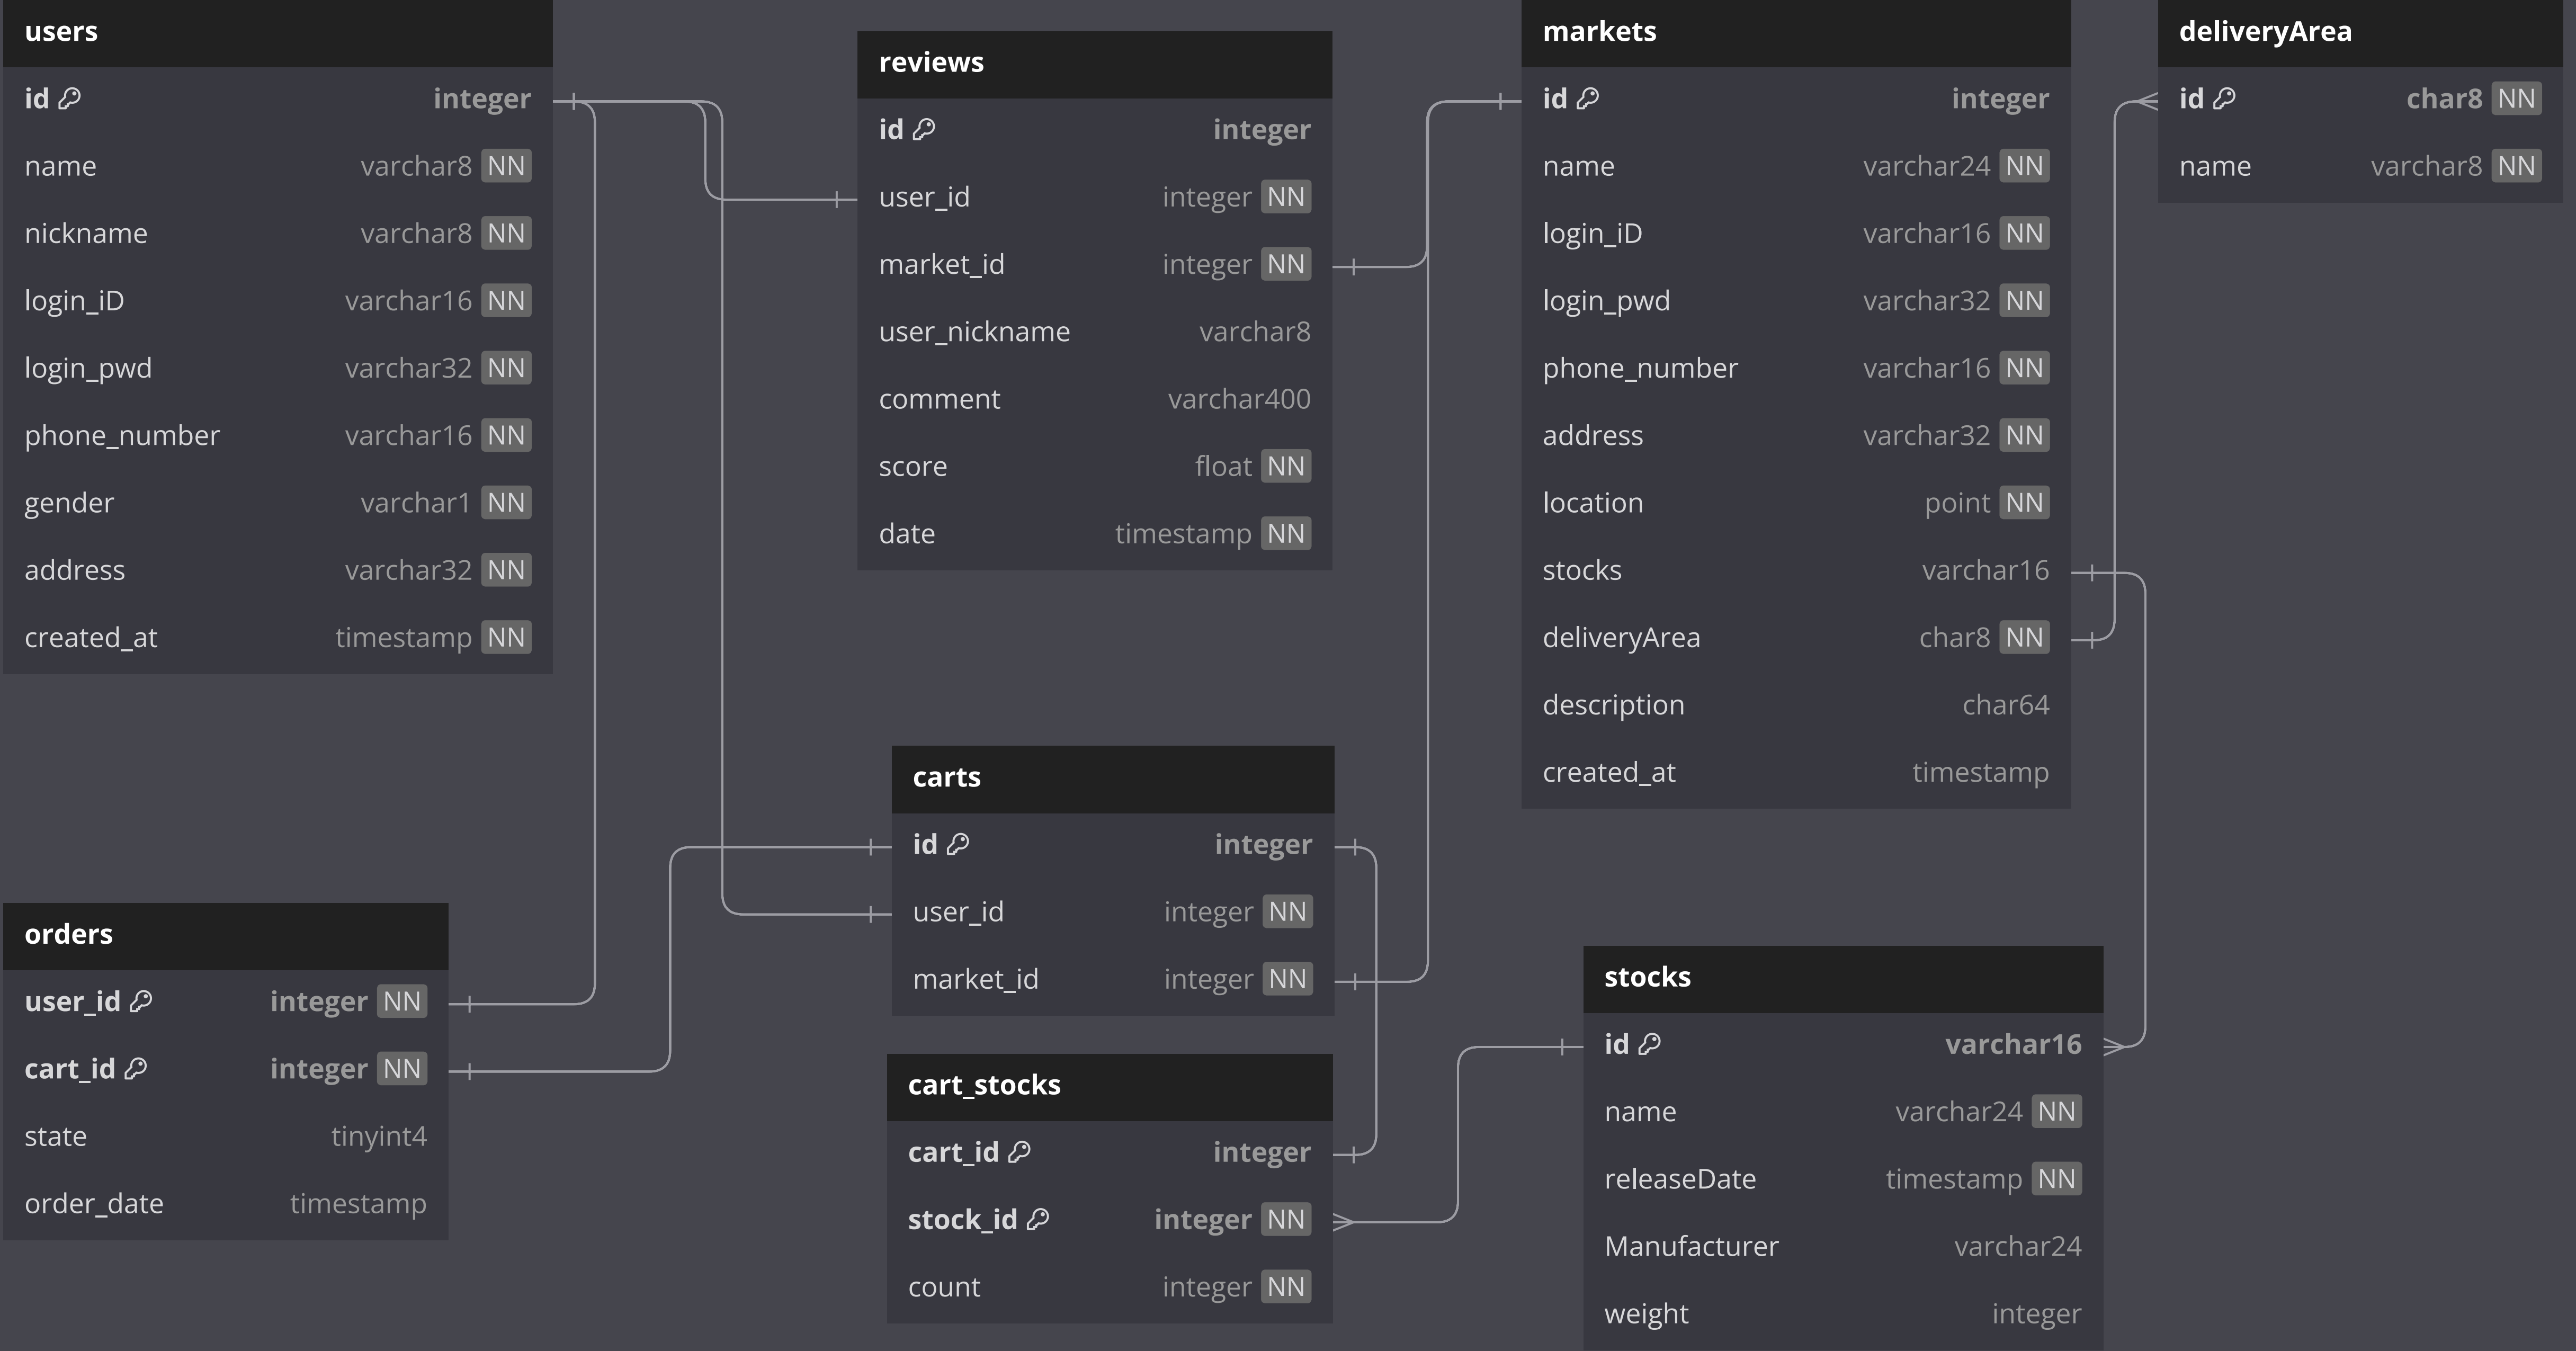 users
id integer
name varchar8 NN
nickname varchar8 NN
login_iD varchar16 NN
login_pwd varchar32 NN
phone_number varchar16 NN
gender varchar1 NN
address varchar32 NN
created_at timestamp NN
reviews
id integer
user_id integer NN
market_id integer NN
user_nickname varchar8
comment varchar400
score float NN
date timestamp NN
markets
id integer
name varchar24 NN
login_iD varchar16 NN
login_pwd varchar32 NN
phone_number varchar16 NN
address varchar32 NN
location point NN
stocks varchar16
deliveryArea char8 NN
description char64
created_at timestamp
deliveryArea
id char8 NN
name varchar8 NN
orders
user_id integer NN
cart_id integer NN
state tinyint4
order_date timestamp
carts
id integer
user_id integer NN
market_id integer NN
cart_stocks
cart_id integer
stock_id integer NN
count integer NN
stocks
id varchar16
name varchar24 NN
releaseDate timestamp NN
Manufacturer varchar24
weight integer